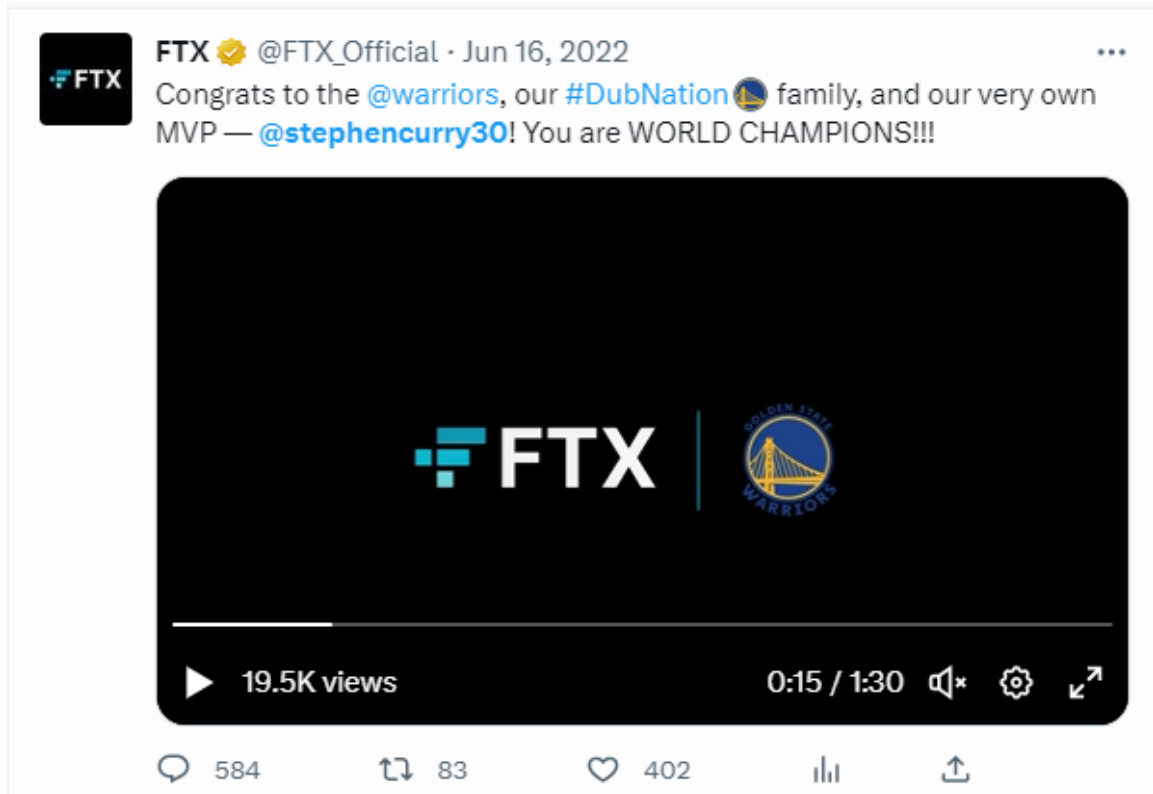 FTX
FTX @FTX_Official · Jun 16, 2022
Congrats to the @warriors, our #DubNation family, and our very own
MVP — @stephencurry30! You are WORLD CHAMPIONS!!!
FTX
GOLDEN STATE
WARRIORS
19.5K views
0:15 / 1:30
584
83
402